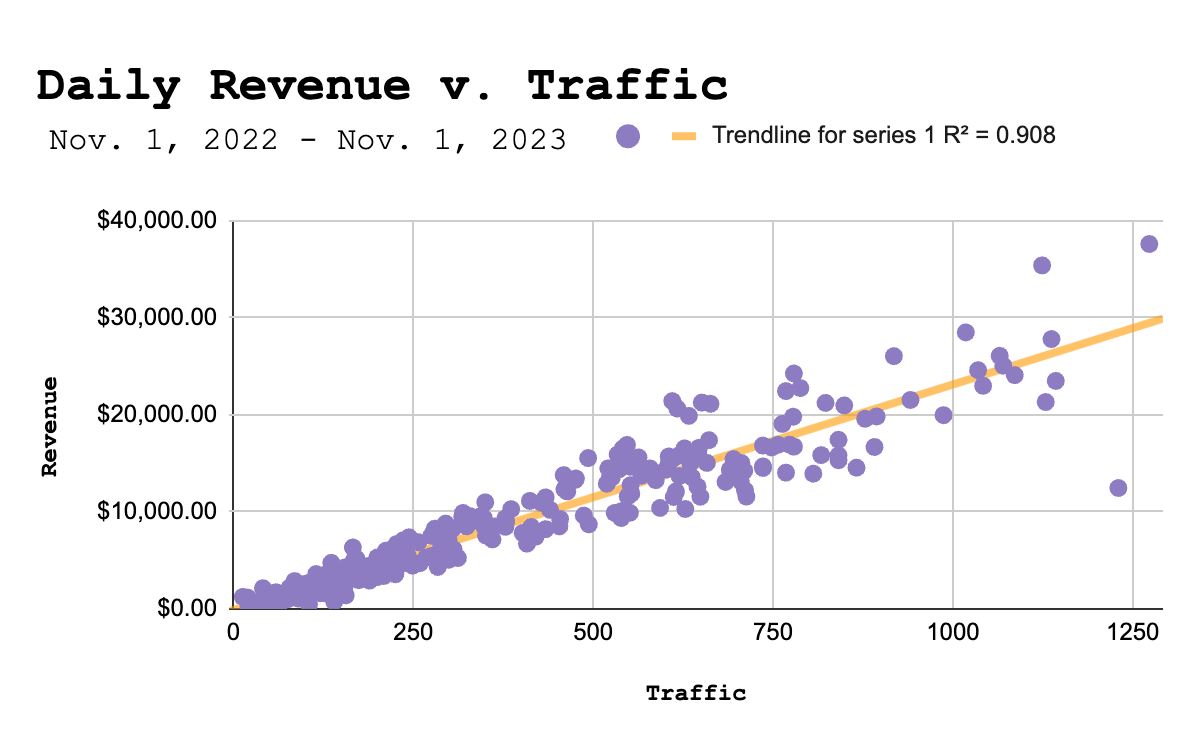 Daily Revenue v. Traffic
Nov. 1, 2022 - Nov. 1, 2023
Trendline for series 1 R² = 0.908
$40,000.00
$30,000.00
$20,000.00
$10,000.00
$0.00
Revenue
0 250 500 750 1000 1250
Traffic